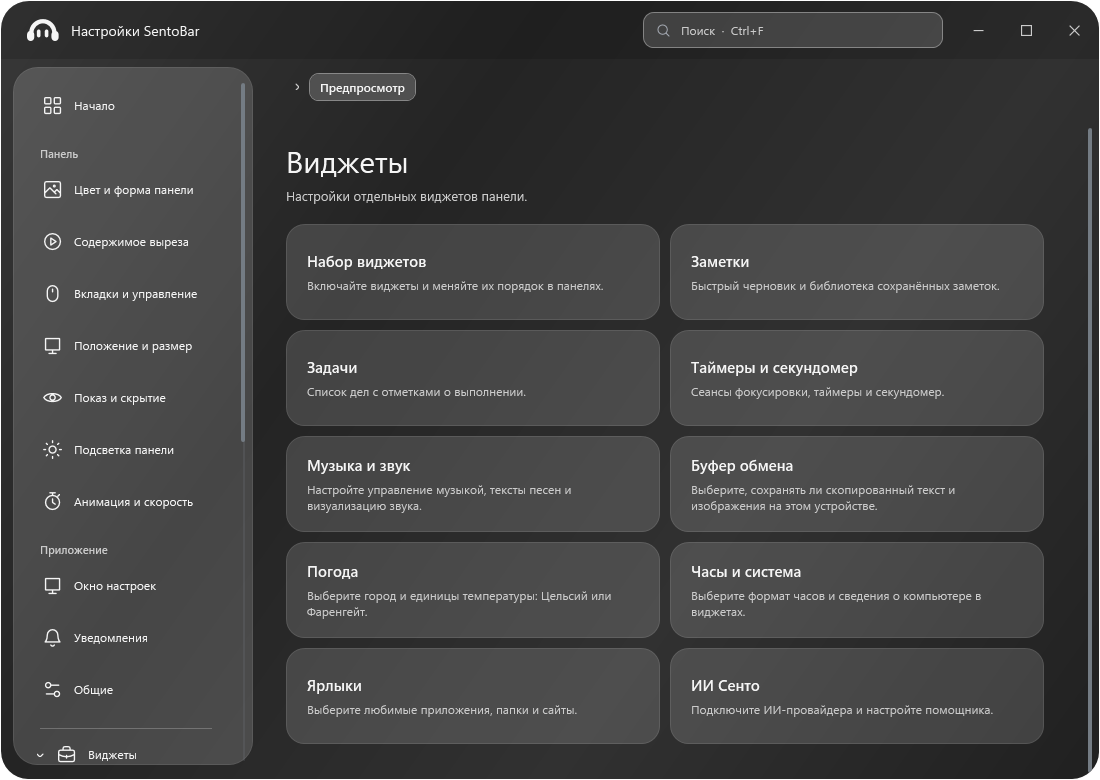 Настройки SentoBar
Поиск · Ctrl+F
Начало
Панель
Цвет и форма панели
Содержимое выреза
Вкладки и управление
Положение и размер
Показ и скрытие
Подсветка панели
Анимация и скорость
Приложение
Окно настроек
Уведомления
Общие
Виджеты
Предпросмотр
Виджеты
Настройки отдельных виджетов панели.
Набор виджетов
Включайте виджеты и меняйте их порядок в панелях.
Заметки
Быстрый черновик и библиотека сохранённых заметок.
Задачи
Список дел с отметками о выполнении.
Таймеры и секундомер
Сеансы фокусировки, таймеры и секундомер.
Музыка и звук
Настройте управление музыкой, тексты песен и
визуализацию звука.
Буфер обмена
Выберите, сохранять ли скопированный текст и
изображения на этом устройстве.
Погода
Выберите город и единицы температуры: Цельсий или
Фаренгейт.
Часы и система
Выберите формат часов и сведения о компьютере в
виджетах.
Ярлыки
Выберите любимые приложения, папки и сайты.
ИИ Сенто
Подключите ИИ-провайдера и настройте помощника.